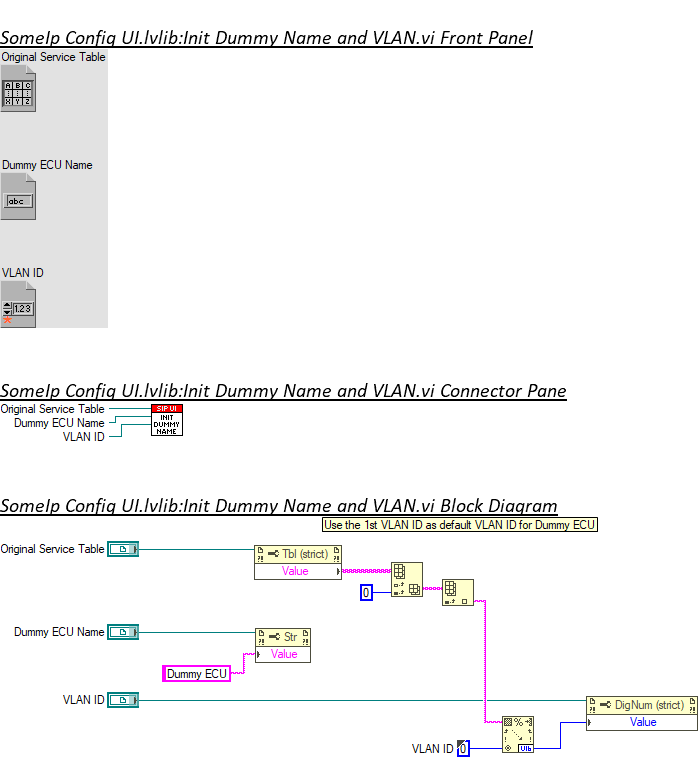 SomeIp Config UI.lvlib:Init Dummy Name and VLAN.vi Front Panel
Original Service Table
A B C
X Y Z
Dummy ECU Name
abc
VLAN ID
1.23
SomeIp Config UI.lvlib:Init Dummy Name and VLAN.vi Connector Pane
Original Service Table
Dummy ECU Name
VLAN ID
SIP UI
INIT
DUMMY
NAME
SomeIp Config UI.lvlib:Init Dummy Name and VLAN.vi Block Diagram
Use the 1st VLAN ID as default VLAN ID for Dummy ECU
Original Service Table
?! Tbl (strict) ?!
Value
0
Dummy ECU Name
?! Str ?!
Value
Dummy ECU
VLAN ID
?! DigNum (strict) ?!
Value
%
VLAN ID 0
U16